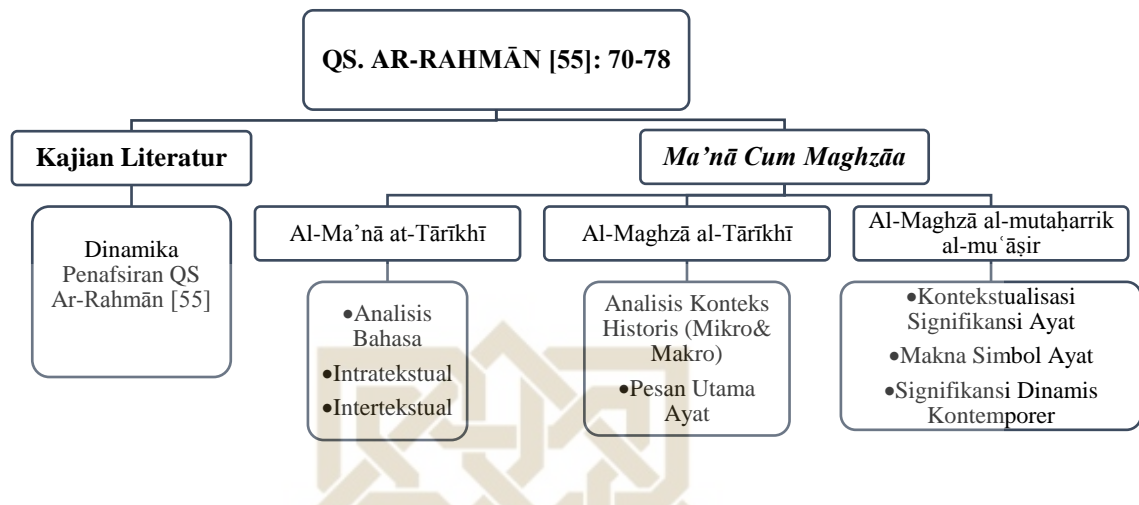 QS. AR-RAHMĀN [55]: 70-78
Kajian Literatur
Ma’nā Cum Maghzāa
Dinamika
Penafsiran QS
Ar-Rahmān [55]
Al-Ma’nā at-Tārīkhī
•Analisis
Bahasa
•Intratekstual
•Intertekstual
Al-Maghzā al-Tārīkhī
Analisis Konteks
Historis (Mikro&
Makro)
•Pesan Utama
Ayat
Al-Maghzā al-mutaḥarrik
al-mu‘āṣir
•Kontekstualisasi
Signifikansi Ayat
•Makna Simbol Ayat
•Signifikansi Dinamis
Kontemporer